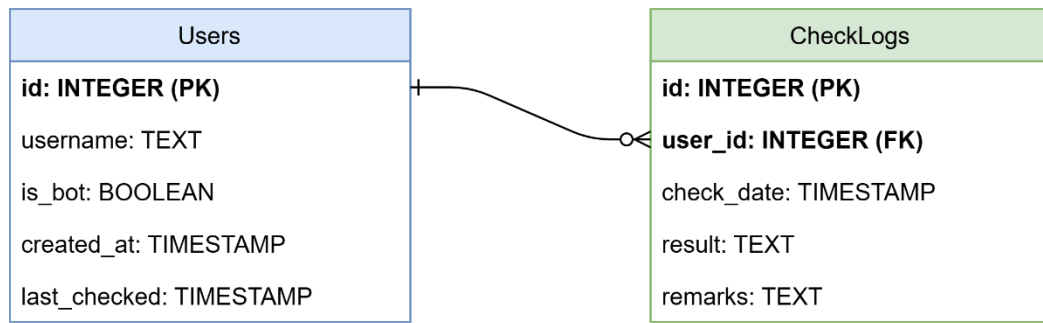 Users
id: INTEGER (PK)
username: TEXT
is_bot: BOOLEAN
created_at: TIMESTAMP
last_checked: TIMESTAMP
CheckLogs
id: INTEGER (PK)
user_id: INTEGER (FK)
check_date: TIMESTAMP
result: TEXT
remarks: TEXT